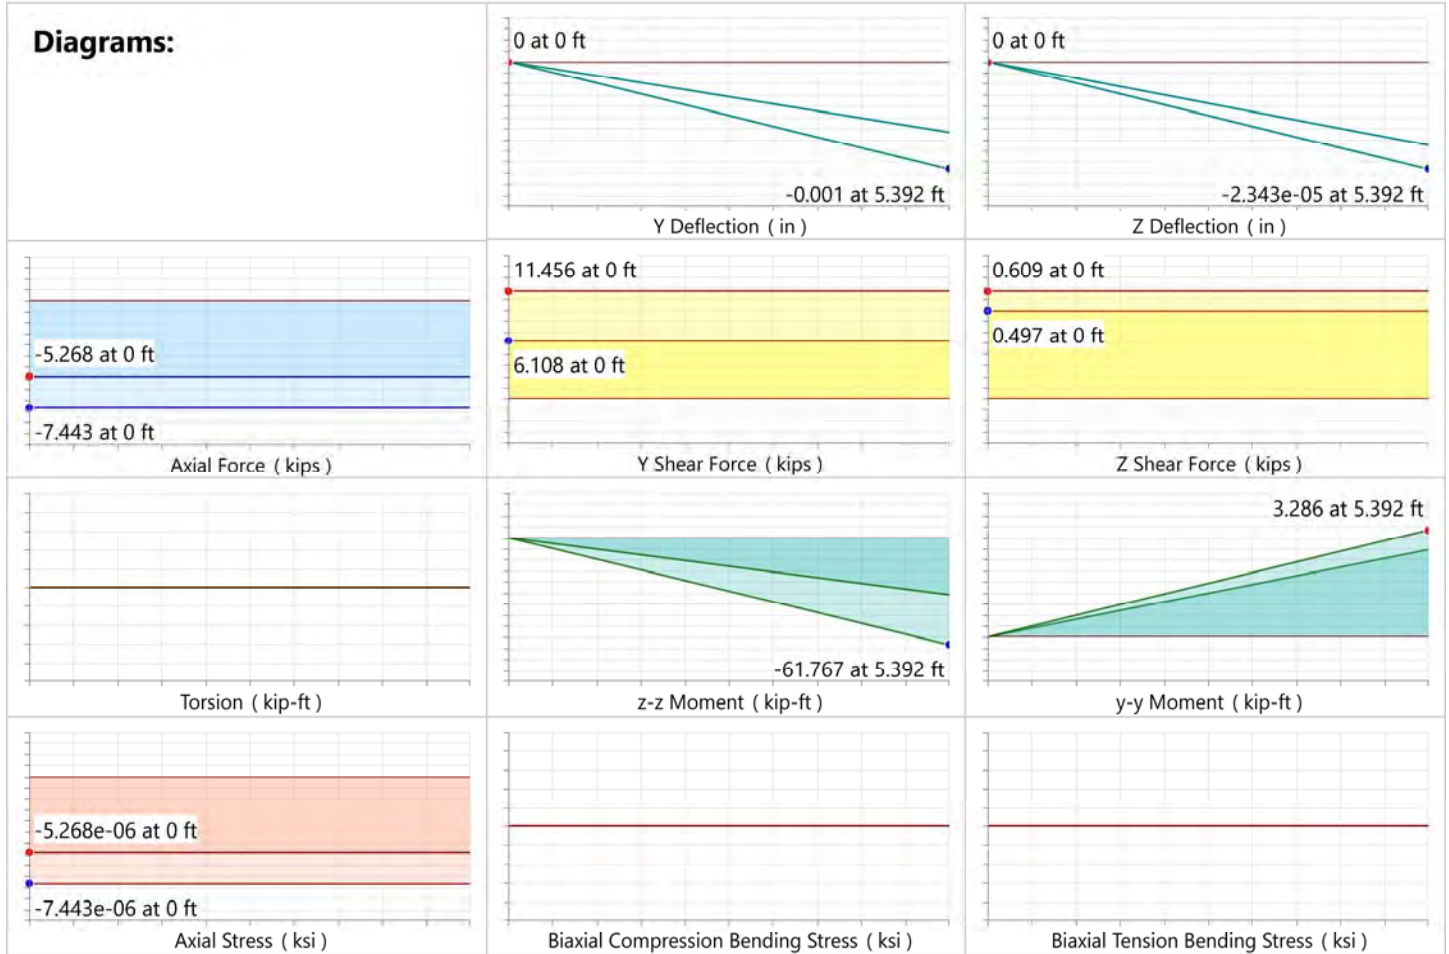 Diagrams:
0 at 0 ft
-0.001 at 5.392 ft
Y Deflection ( in )
0 at 0 ft
-2.343e-05 at 5.392 ft
Z Deflection ( in )
-5.268 at 0 ft
-7.443 at 0 ft
Axial Force ( kips )
11.456 at 0 ft
6.108 at 0 ft
Y Shear Force ( kips )
0.609 at 0 ft
0.497 at 0 ft
Z Shear Force ( kips )
Torsion ( kip-ft )
-61.767 at 5.392 ft
z-z Moment ( kip-ft )
3.286 at 5.392 ft
y-y Moment ( kip-ft )
-5.268e-06 at 0 ft
-7.443e-06 at 0 ft
Axial Stress ( ksi )
Biaxial Compression Bending Stress ( ksi )
Biaxial Tension Bending Stress ( ksi )